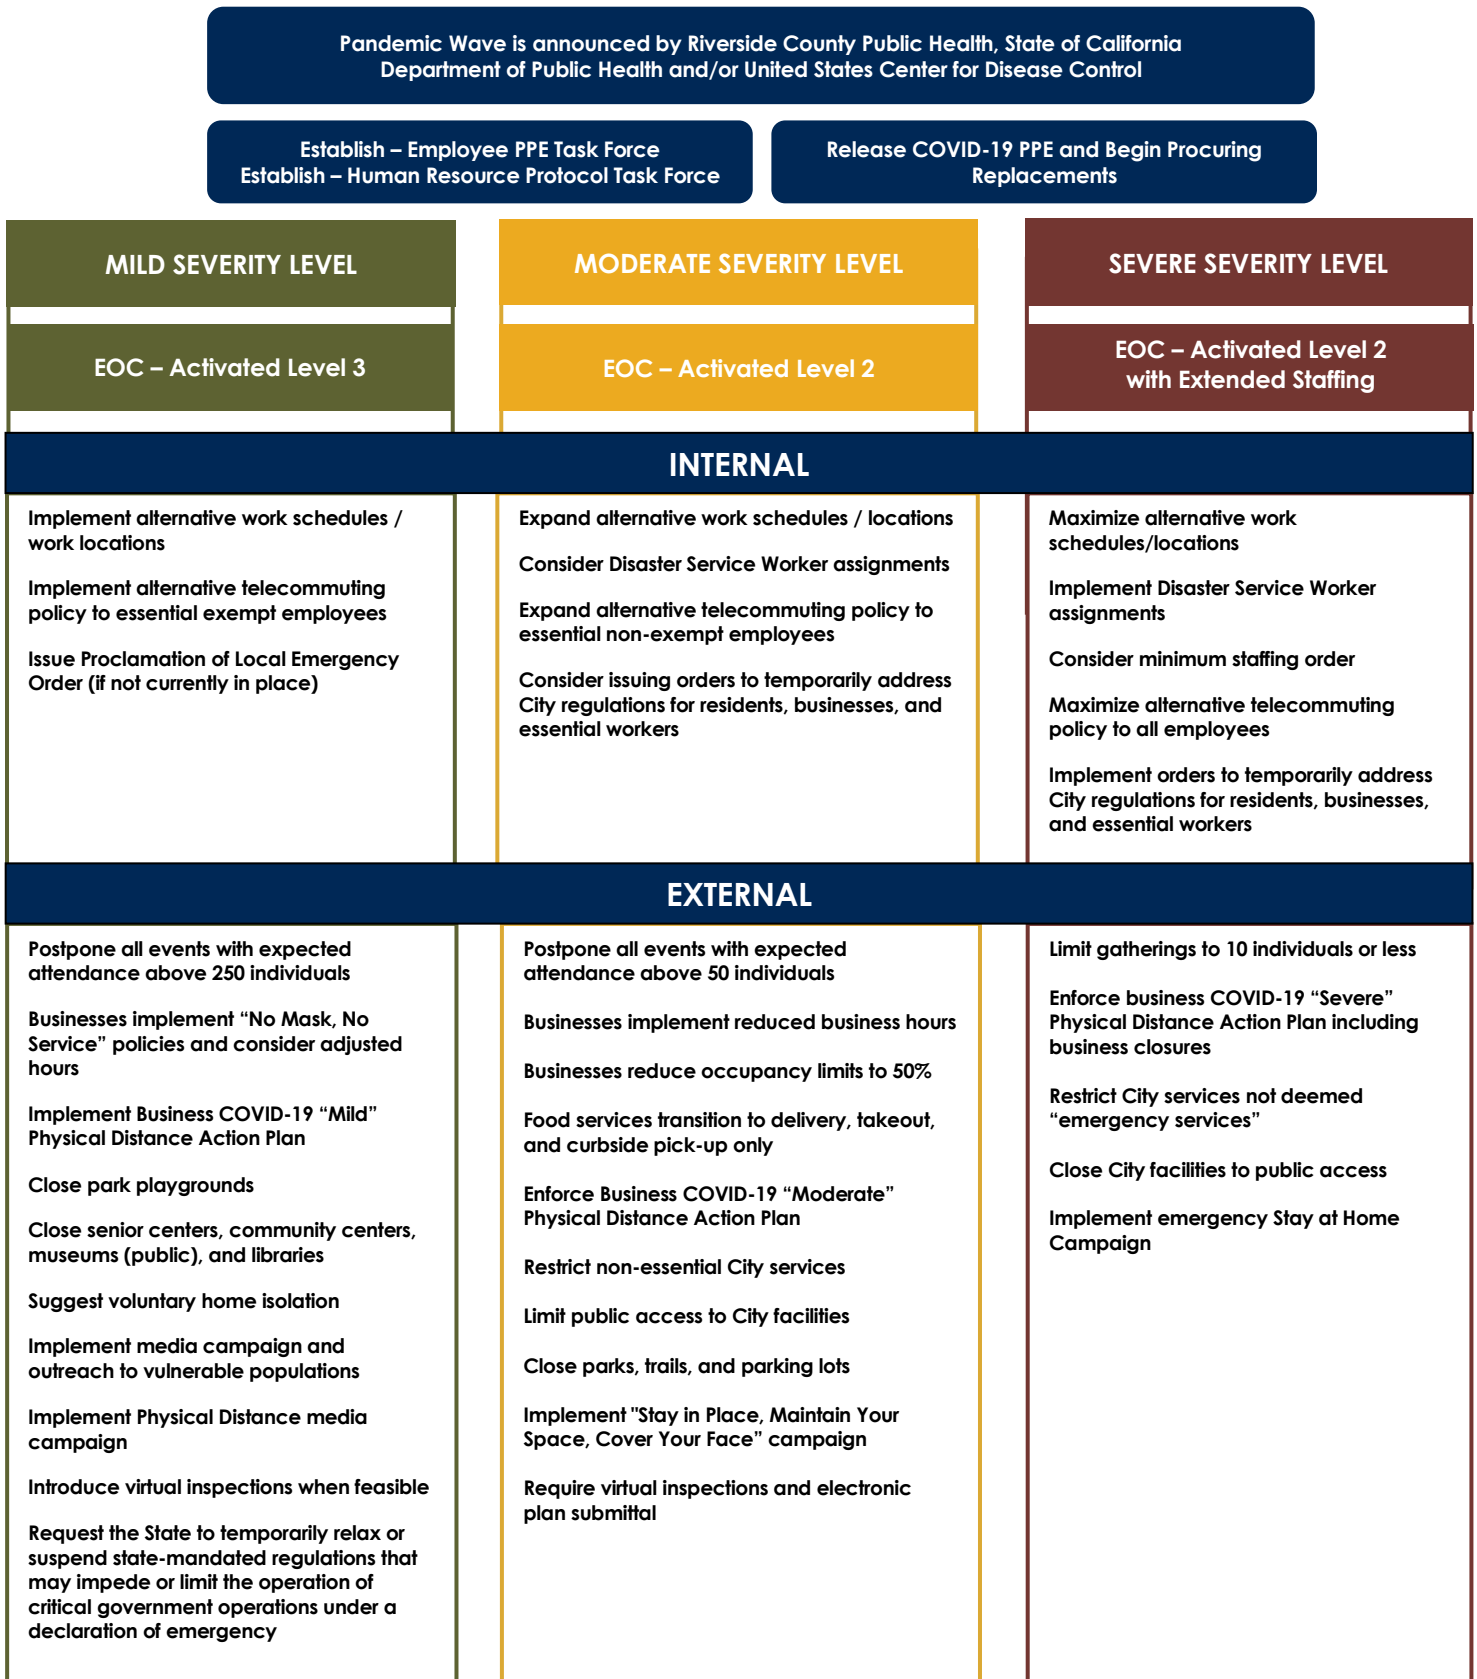 Pandemic Wave is announced by Riverside County Public Health, State of California
Department of Public Health and/or United States Center for Disease Control
Establish – Employee PPE Task Force
Establish – Human Resource Protocol Task Force
Release COVID-19 PPE and Begin Procuring
Replacements
MILD SEVERITY LEVEL
MODERATE SEVERITY LEVEL
SEVERE SEVERITY LEVEL
EOC – Activated Level 3
EOC – Activated Level 2
EOC – Activated Level 2
with Extended Staffing
INTERNAL
Implement alternative work schedules /
work locations
Implement alternative telecommuting
policy to essential exempt employees
Issue Proclamation of Local Emergency
Order (if not currently in place)
Expand alternative work schedules / locations
Consider Disaster Service Worker assignments
Expand alternative telecommuting policy to
essential non-exempt employees
Consider issuing orders to temporarily address
City regulations for residents, businesses, and
essential workers
Maximize alternative work
schedules/locations
Implement Disaster Service Worker
assignments
Consider minimum staffing order
Maximize alternative telecommuting
policy to all employees
Implement orders to temporarily address
City regulations for residents, businesses,
and essential workers
EXTERNAL
Postpone all events with expected
attendance above 250 individuals
Businesses implement “No Mask, No
Service” policies and consider adjusted
hours
Implement Business COVID-19 “Mild”
Physical Distance Action Plan
Close park playgrounds
Close senior centers, community centers,
museums (public), and libraries
Suggest voluntary home isolation
Implement media campaign and
outreach to vulnerable populations
Implement Physical Distance media
campaign
Introduce virtual inspections when feasible
Request the State to temporarily relax or
suspend state-mandated regulations that
may impede or limit the operation of
critical government operations under a
declaration of emergency
Postpone all events with expected
attendance above 50 individuals
Businesses implement reduced business hours
Businesses reduce occupancy limits to 50%
Food services transition to delivery, takeout,
and curbside pick-up only
Enforce Business COVID-19 “Moderate”
Physical Distance Action Plan
Restrict non-essential City services
Limit public access to City facilities
Close parks, trails, and parking lots
Implement "Stay in Place, Maintain Your
Space, Cover Your Face” campaign
Require virtual inspections and electronic
plan submittal
Limit gatherings to 10 individuals or less
Enforce business COVID-19 “Severe”
Physical Distance Action Plan including
business closures
Restrict City services not deemed
“emergency services”
Close City facilities to public access
Implement emergency Stay at Home
Campaign